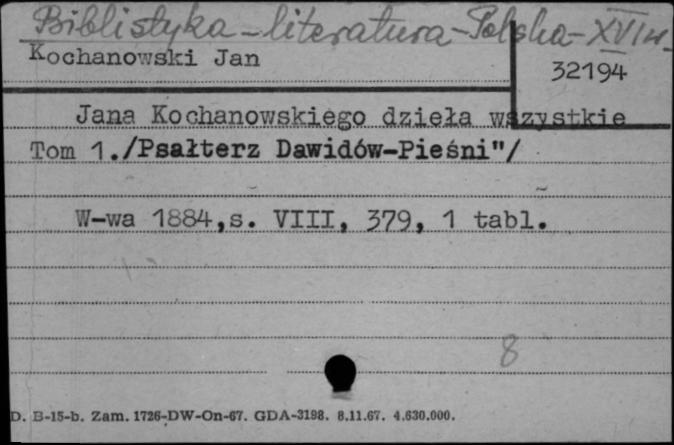 Biblistyka - literatura - Polska - XVI w.
Kochanowski Jan
32194
Jana Kochanowskiego dzieła wszystkie
Tom 1./Psałterz Dawidów-Pieśni"/
W-wa 1884,s. VIII, 379, 1 tabl.
8
D. B-15-b. Zam. 1726-DW-On-67. GDA-3198. 8.11.67. 4.630.000.